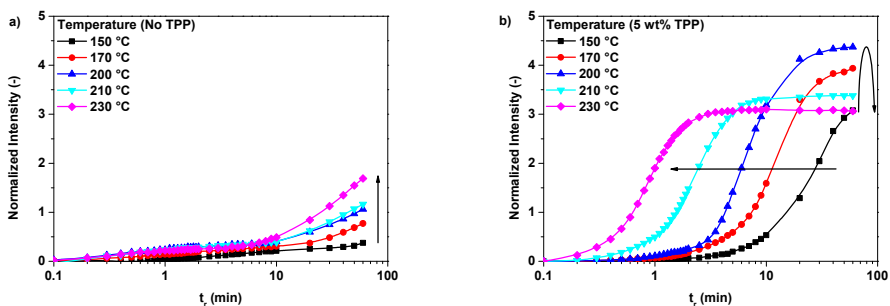 a)
Temperature (No TPP)
150 °C
170 °C
200 °C
210 °C
230 °C
Normalized Intensity (-)
5
4
3
2
1
0
0.1 1 10 100
t_r (min)
b)
Temperature (5 wt% TPP)
150 °C
170 °C
200 °C
210 °C
230 °C
Normalized Intensity (-)
5
4
3
2
1
0
0.1 1 10 100
t_r (min)